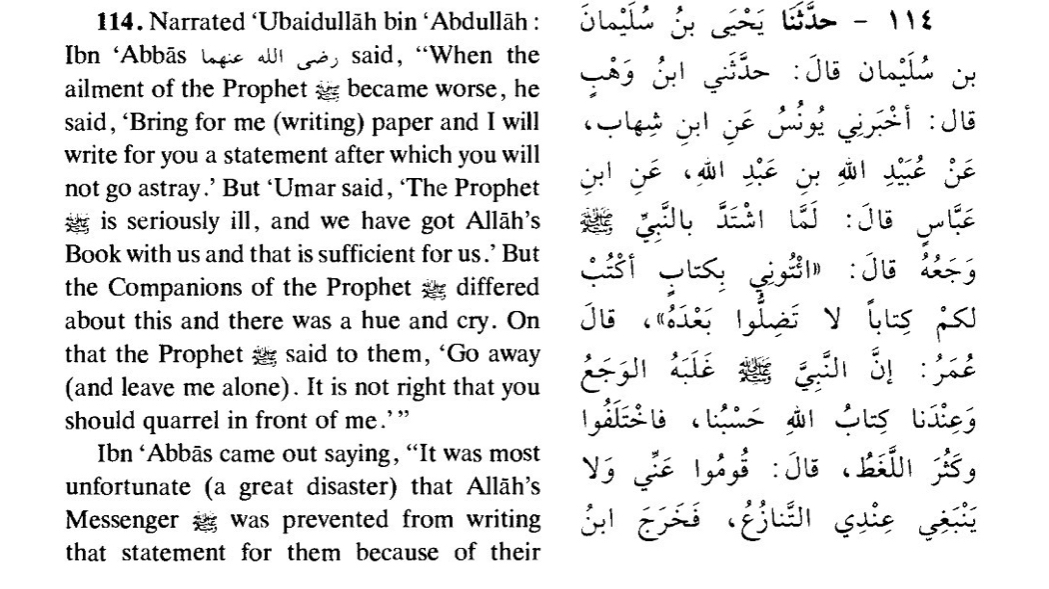 114. Narrated ‘Ubaidullāh bin ‘Abdullāh :
Ibn ‘Abbās رضى الله عنهما said, “When the
ailment of the Prophet ﷺ became worse, he
said, ‘Bring for me (writing) paper and I will
write for you a statement after which you will
not go astray.’ But ‘Umar said, ‘The Prophet
ﷺ is seriously ill, and we have got Allāh’s
Book with us and that is sufficient for us.’ But
the Companions of the Prophet ﷺ differed
about this and there was a hue and cry. On
that the Prophet ﷺ said to them, ‘Go away
(and leave me alone). It is not right that you
should quarrel in front of me.’”
Ibn ‘Abbās came out saying, “It was most
unfortunate (a great disaster) that Allāh’s
Messenger ﷺ was prevented from writing
that statement for them because of their
١١٤ - حدَّثَنَا يَحْيَى بنُ سُلَيْمانَ
بن سُلَيْمان قالَ: حدَّثَني ابنُ وَهْبٍ
قال: أخْبَرنِي يُونُسُ عَنِ ابنِ شِهاب،
عَنْ عُبَيْدِ اللهِ بنِ عَبْدِ اللهِ، عَنِ ابنِ
عَبَّاسٍ قالَ: لَمَّا اشْتَدَّ بالنَّبِيِّ ﷺ
وَجَعُهُ قالَ: «ائْتُونِي بِكتابٍ أكْتُبْ
لكمْ كِتاباً لا تَضِلُّوا بَعْدَهُ»، قالَ
عُمَرُ: إنَّ النَّبِيَّ ﷺ غَلَبَهُ الوَجَعُ
وَعِنْدَنا كِتابُ اللهِ حَسْبُنا، فاخْتَلَفُوا
وكَثُرَ اللَّغَطُ، قالَ: قُومُوا عَنِّي وَلا
يَنْبَغِي عِنْدِي التَّنازُعُ، فَخَرَجَ ابنُ